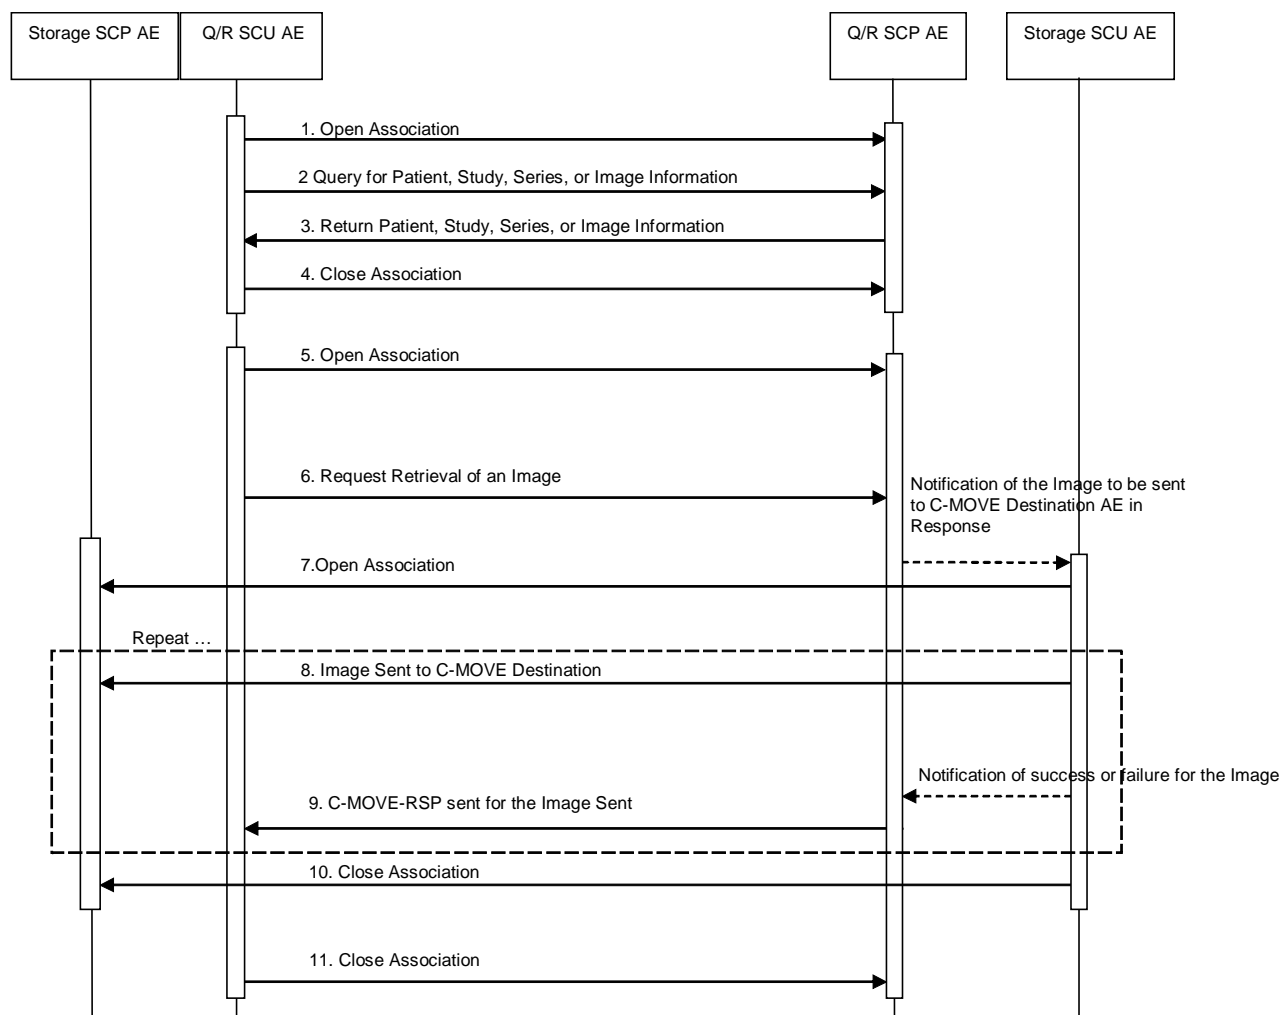 Storage SCP AE
Q/R SCU AE
Q/R SCP AE
Storage SCU AE
1. Open Association
2 Query for Patient, Study, Series, or Image Information
3. Return Patient, Study, Series, or Image Information
4. Close Association
5. Open Association
6. Request Retrieval of an Image
Notification of the Image to be sent
to C-MOVE Destination AE in
Response
7.Open Association
Repeat …
8. Image Sent to C-MOVE Destination
Notification of success or failure for the Image
9. C-MOVE-RSP sent for the Image Sent
10. Close Association
11. Close Association